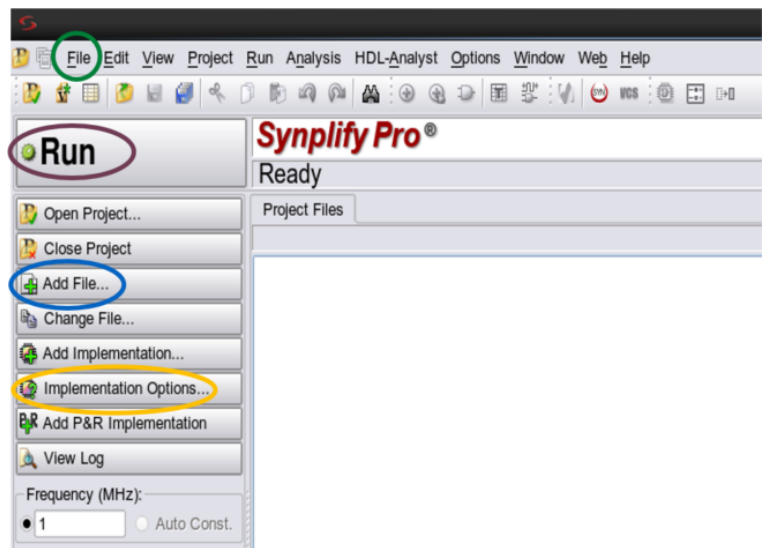 File Edit View Project Run Analysis HDL-Analyst Options Window Web Help
SYN VCS
Run
Synplify Pro®
Ready
Open Project...
Project Files
Close Project
Add File...
Change File...
Add Implementation...
Implementation Options...
P&R Add P&R Implementation
View Log
Frequency (MHz):
1 Auto Const.